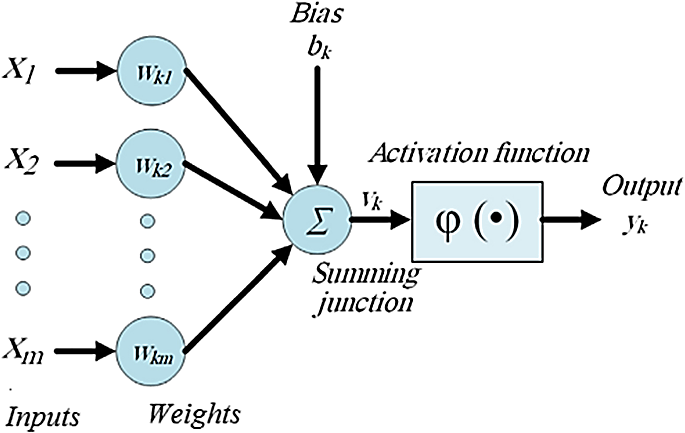 Bias
b_k
X_1
W_k1
X_2
W_k2
Activation function
Σ
v_k
φ (•)
Output
y_k
Summing
junction
X_m
W_km
Inputs
Weights